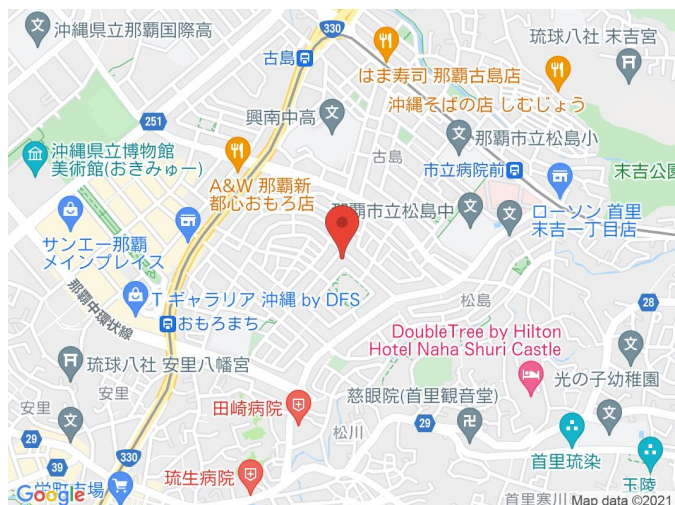 沖縄県立那覇国際高
330
古島
はま寿司 那覇古島店
琉球八社 末吉宮
沖縄そばの店 しむじょう
興南中高
251
那覇市立松島小
古島
沖縄県立博物館
美術館(おきみゅー)
市立病院前
末吉公園
A&W 那覇新
都心おもろ店
那覇市立松島中
ローソン 首里
末吉一丁目店
サンエー那覇
メインプレイス
那覇中環状線
T ギャラリア 沖縄 by DFS
松島
28
おもろまち
DoubleTree by Hilton
Hotel Naha Shuri Castle
琉球八社 安里八幡宮
光の子幼稚園
安里
田崎病院
慈眼院(首里観音堂)
松川
29
29
330
29
39
首里琉染
栄町市場
琉生病院
玉陵
首里寒川
Google
Map data ©2021